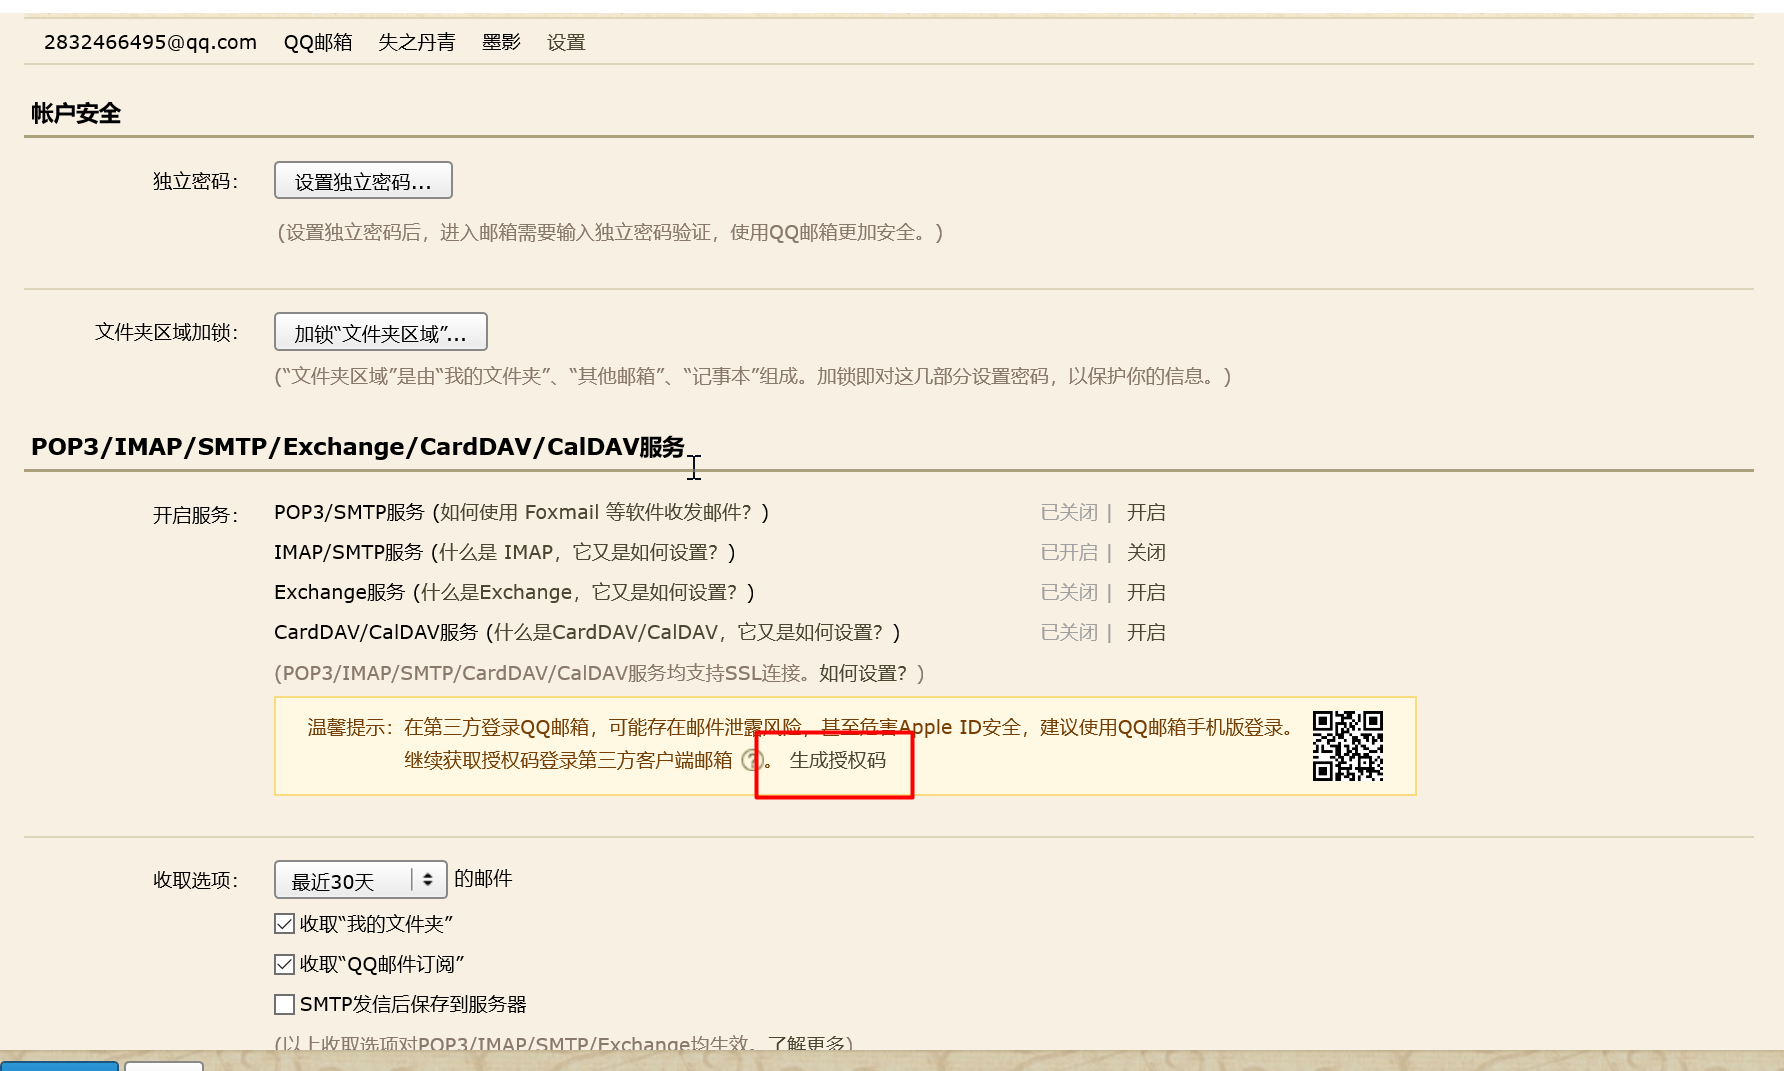 2832466495@qq.com QQ邮箱 失之丹青 墨影 设置
帐户安全
独立密码： 设置独立密码...
(设置独立密码后，进入邮箱需要输入独立密码验证，使用QQ邮箱更加安全。)
文件夹区域加锁： 加锁“文件夹区域”...
(“文件夹区域”是由“我的文件夹”、“其他邮箱”、“记事本”组成。加锁即对这几部分设置密码，以保护你的信息。)
POP3/IMAP/SMTP/Exchange/CardDAV/CalDAV服务
开启服务： POP3/SMTP服务 (如何使用 Foxmail 等软件收发邮件？) 已关闭 | 开启
IMAP/SMTP服务 (什么是 IMAP，它又是如何设置？) 已开启 | 关闭
Exchange服务 (什么是Exchange，它又是如何设置？) 已关闭 | 开启
CardDAV/CalDAV服务 (什么是CardDAV/CalDAV，它又是如何设置？) 已关闭 | 开启
(POP3/IMAP/SMTP/CardDAV/CalDAV服务均支持SSL连接。如何设置？)
温馨提示：在第三方登录QQ邮箱，可能存在邮件泄露风险，甚至危害Apple ID安全，建议使用QQ邮箱手机版登录。
继续获取授权码登录第三方客户端邮箱 ?。 生成授权码
收取选项： 最近30天 的邮件
收取“我的文件夹”
收取“QQ邮件订阅”
SMTP发信后保存到服务器
(以上收取选项对POP3/IMAP/SMTP/Exchange均生效。了解更多)